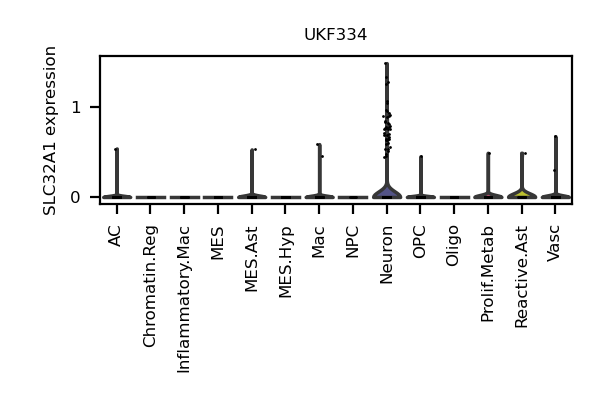 UKF334
SLC32A1 expression
1
0
AC
Chromatin.Reg
Inflammatory.Mac
MES
MES.Ast
MES.Hyp
Mac
NPC
Neuron
OPC
Oligo
Prolif.Metab
Reactive.Ast
Vasc